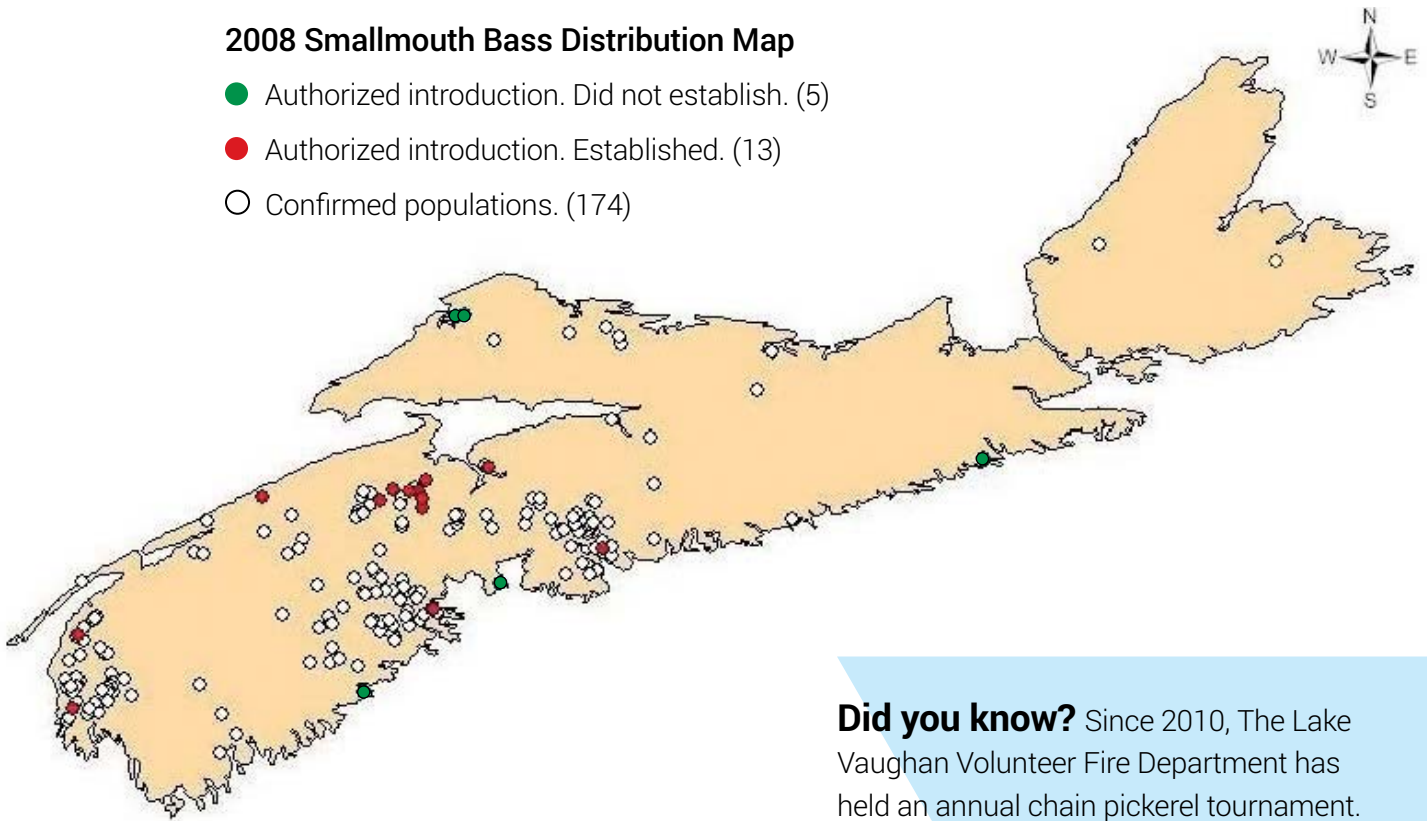 2008 Smallmouth Bass Distribution Map
Authorized introduction. Did not establish. (5)
Authorized introduction. Established. (13)
Confirmed populations. (174)
N
W E
S
Did you know? Since 2010, The Lake
Vaughan Volunteer Fire Department has
held an annual chain pickerel tournament.